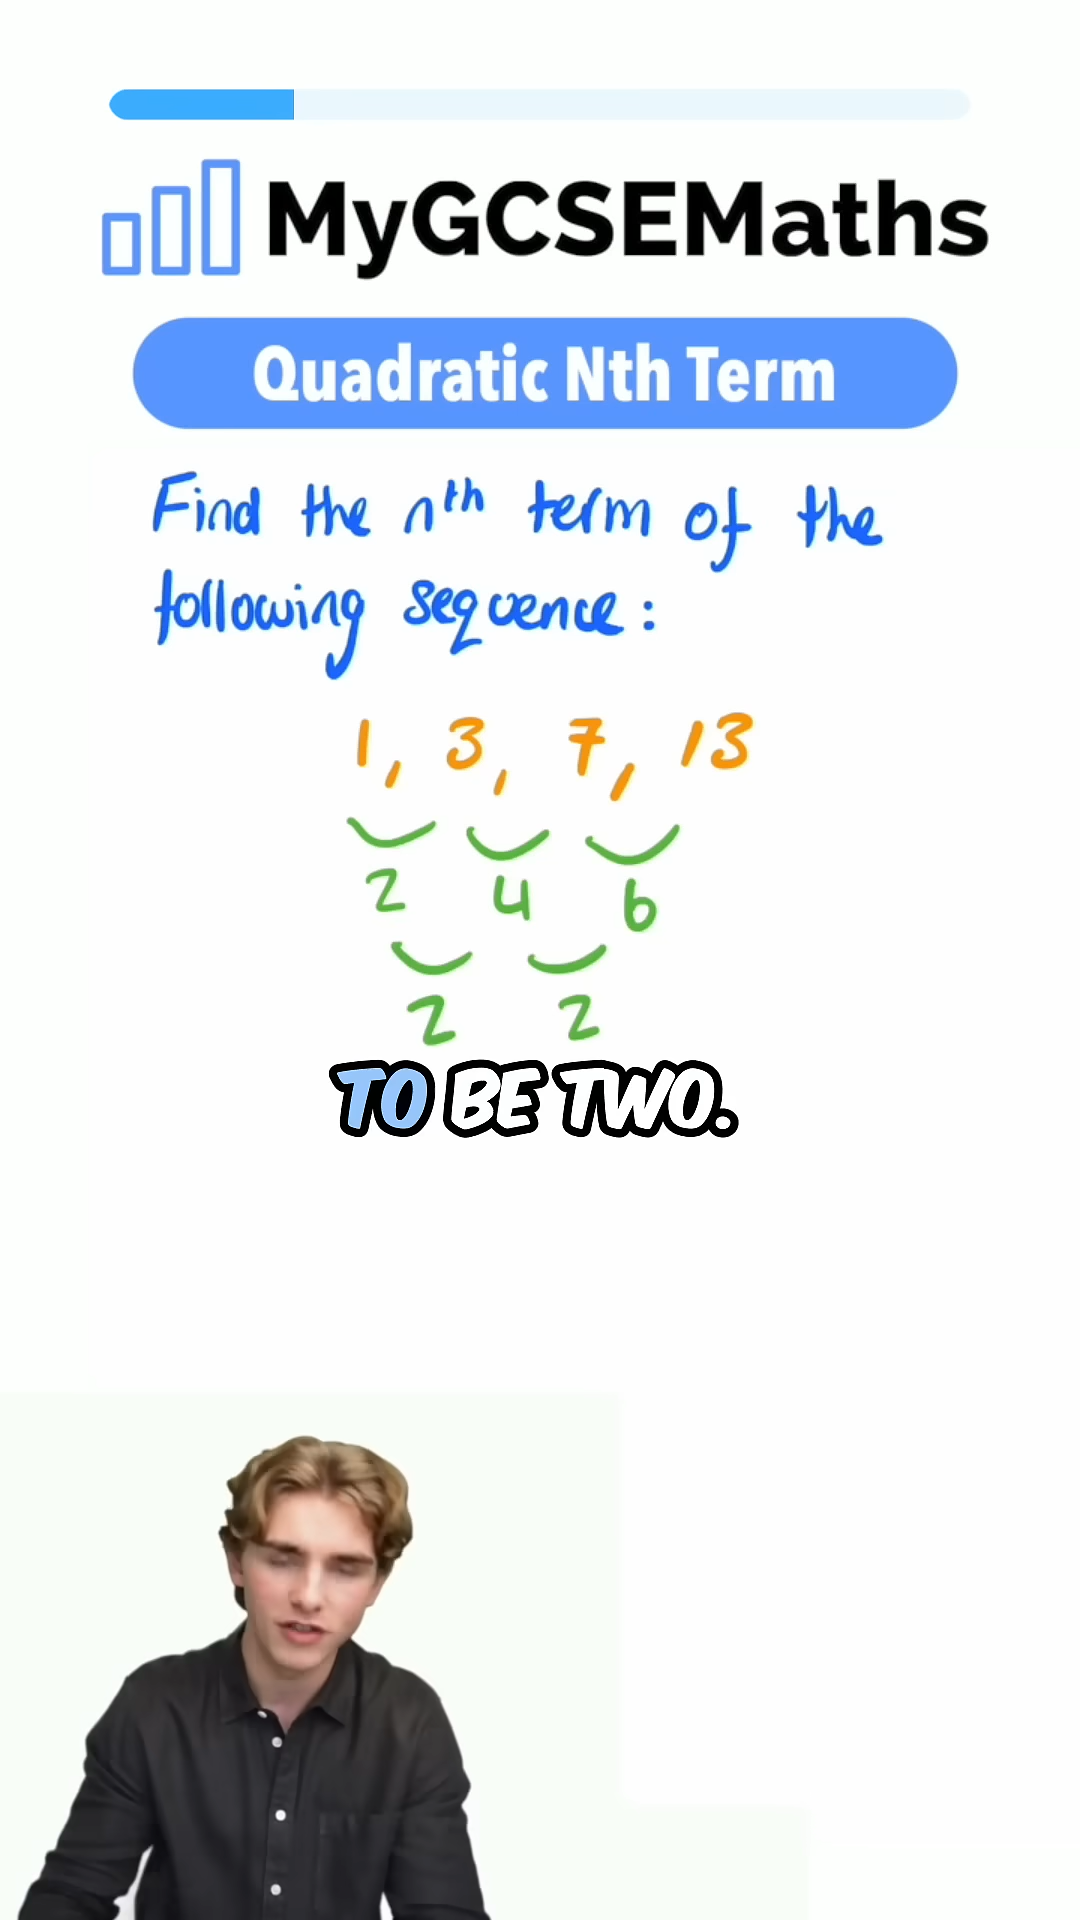 MyGCSEMaths
Quadratic Nth Term
Find the nth term of the
following sequence:
1, 3, 7, 13
2 4 6
2 2
TO BE TWO.